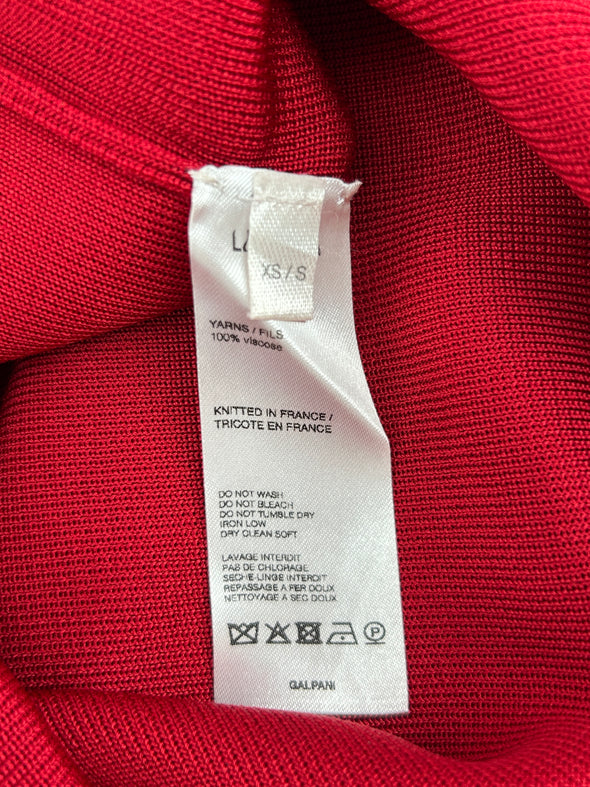 XS/S
YARNS / FILS
100% viscose
KNITTED IN FRANCE /
TRICOTE EN FRANCE
DO NOT WASH
DO NOT BLEACH
DO NOT TUMBLE DRY
IRON LOW
DRY CLEAN SOFT
LAVAGE INTERDIT
PAS DE CHLORAGE
SECHE-LINGE INTERDIT
REPASSAGE A FER DOUX
NETTOYAGE A SEC DOUX
P
GALPANI